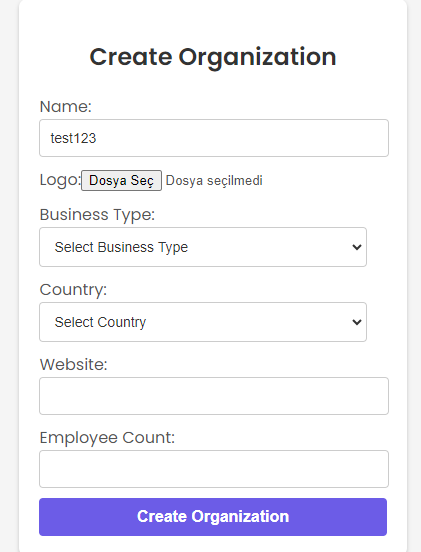 Create Organization
Name:
test123
Logo: Dosya Seç Dosya seçilmedi
Business Type:
Select Business Type
Country:
Select Country
Website:
Employee Count:
Create Organization